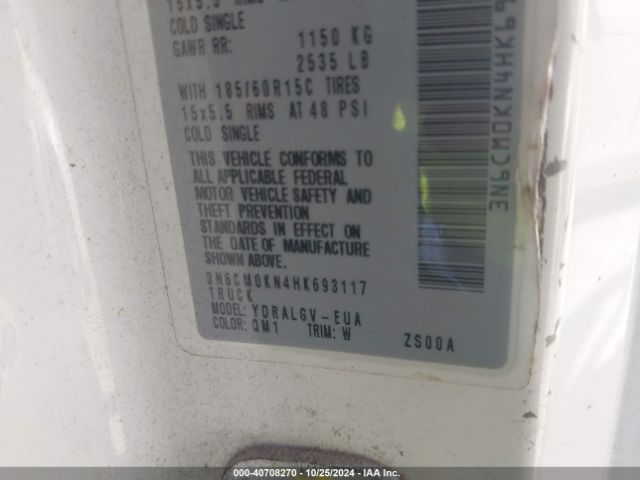 COLD SINGLE
GAWR RR: 1150 KG
2535 LB
WITH 185/60R15C TIRES
15x5.5 RIMS AT 48 PSI
COLD SINGLE
THIS VEHICLE CONFORMS TO
ALL APPLICABLE FEDERAL
MOTOR VEHICLE SAFETY AND
THEFT PREVENTION
STANDARDS IN EFFECT ON
THE DATE OF MANUFACTURE
SHOWN ABOVE.
3N6CM0KN4HK693117
TRUCK
MODEL: YDRALGV-EUA
COLOR: QM1 TRIM: W ZS00A
3N6CM0KN4HK69
000-40708270 - 10/25/2024 - IAA Inc.